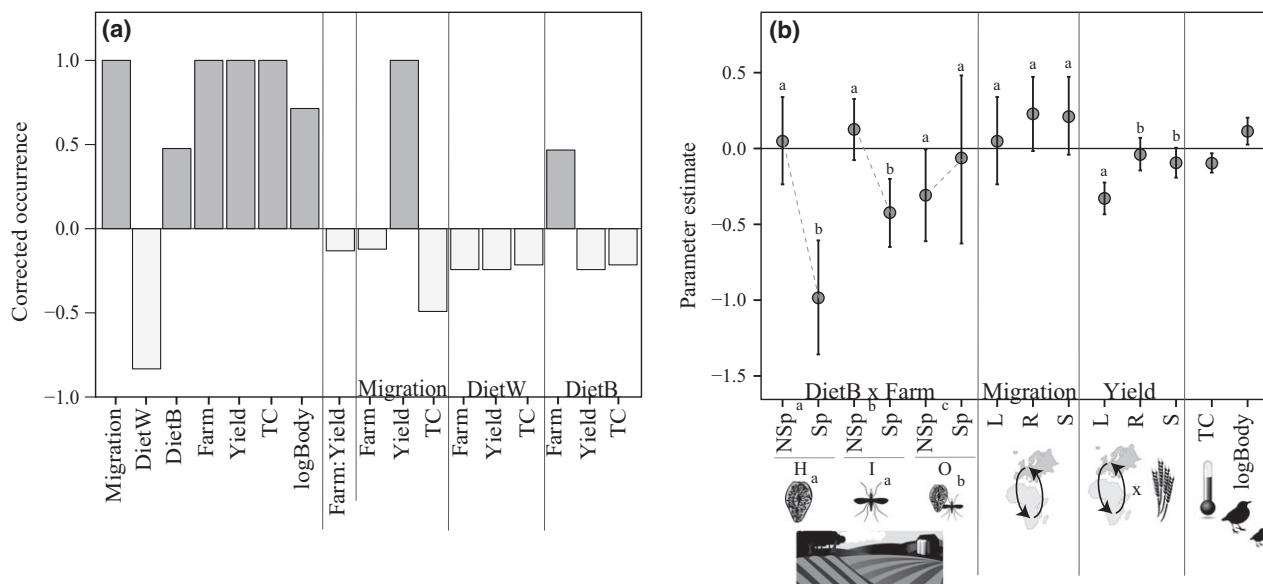 (a)
Corrected occurrence
1.0
0.5
0.0
−0.5
−1.0
Migration DietW DietB
Migration
DietW
DietB
Farm
Yield
TC
logBody
Farm:Yield
Farm
Yield
TC
Farm
Yield
TC
Farm
Yield
TC
(b)
Parameter estimate
0.5
0.0
−0.5
−1.0
−1.5
a b a b a a a a a a b b
DietB x Farm Migration Yield
NSp a Sp NSp b Sp NSp c Sp L R S L R S TC logBody
H a I a O b
x